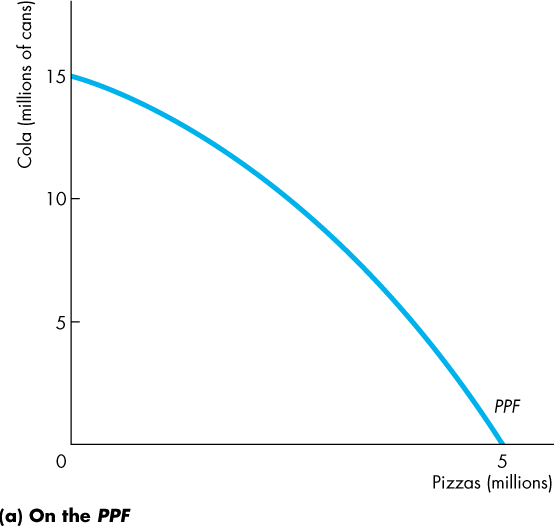 Cola (millions of cans)
15
10
5
PPF
0
5
Pizzas (millions)
(a) On the PPF